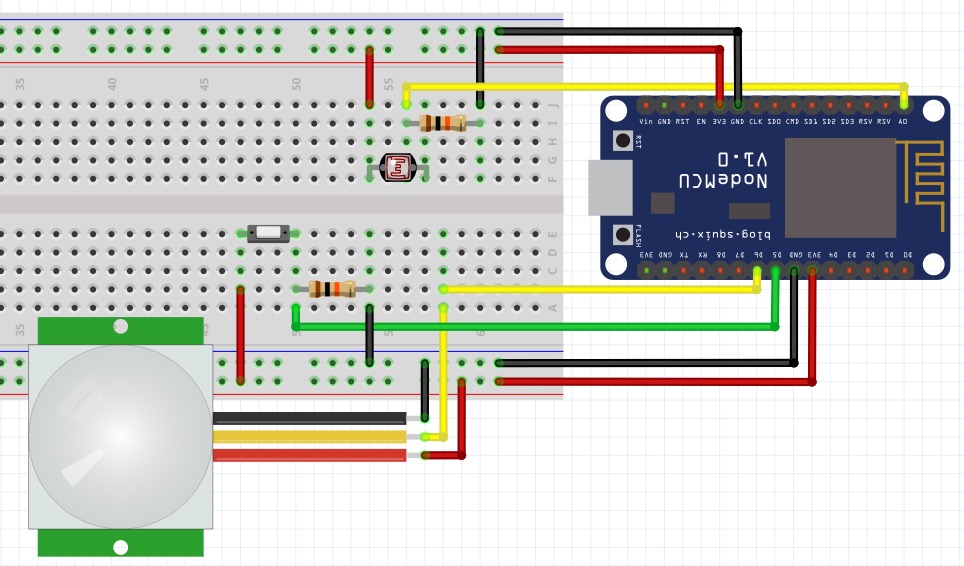 35 40 45 50 55
J
I
H
G
F
E
D
C
A
35
Vin GND RST EN 3V3 GND CLK SD0 CMD SD1 SD2 SD3 RSV RSV A0
RST
NodeMCU
V1.0
FLASH
blog.squix.ch
3V3 GND TX RX D8 D7 D6 D5 GND 3V3 D4 D3 D2 D1 D0